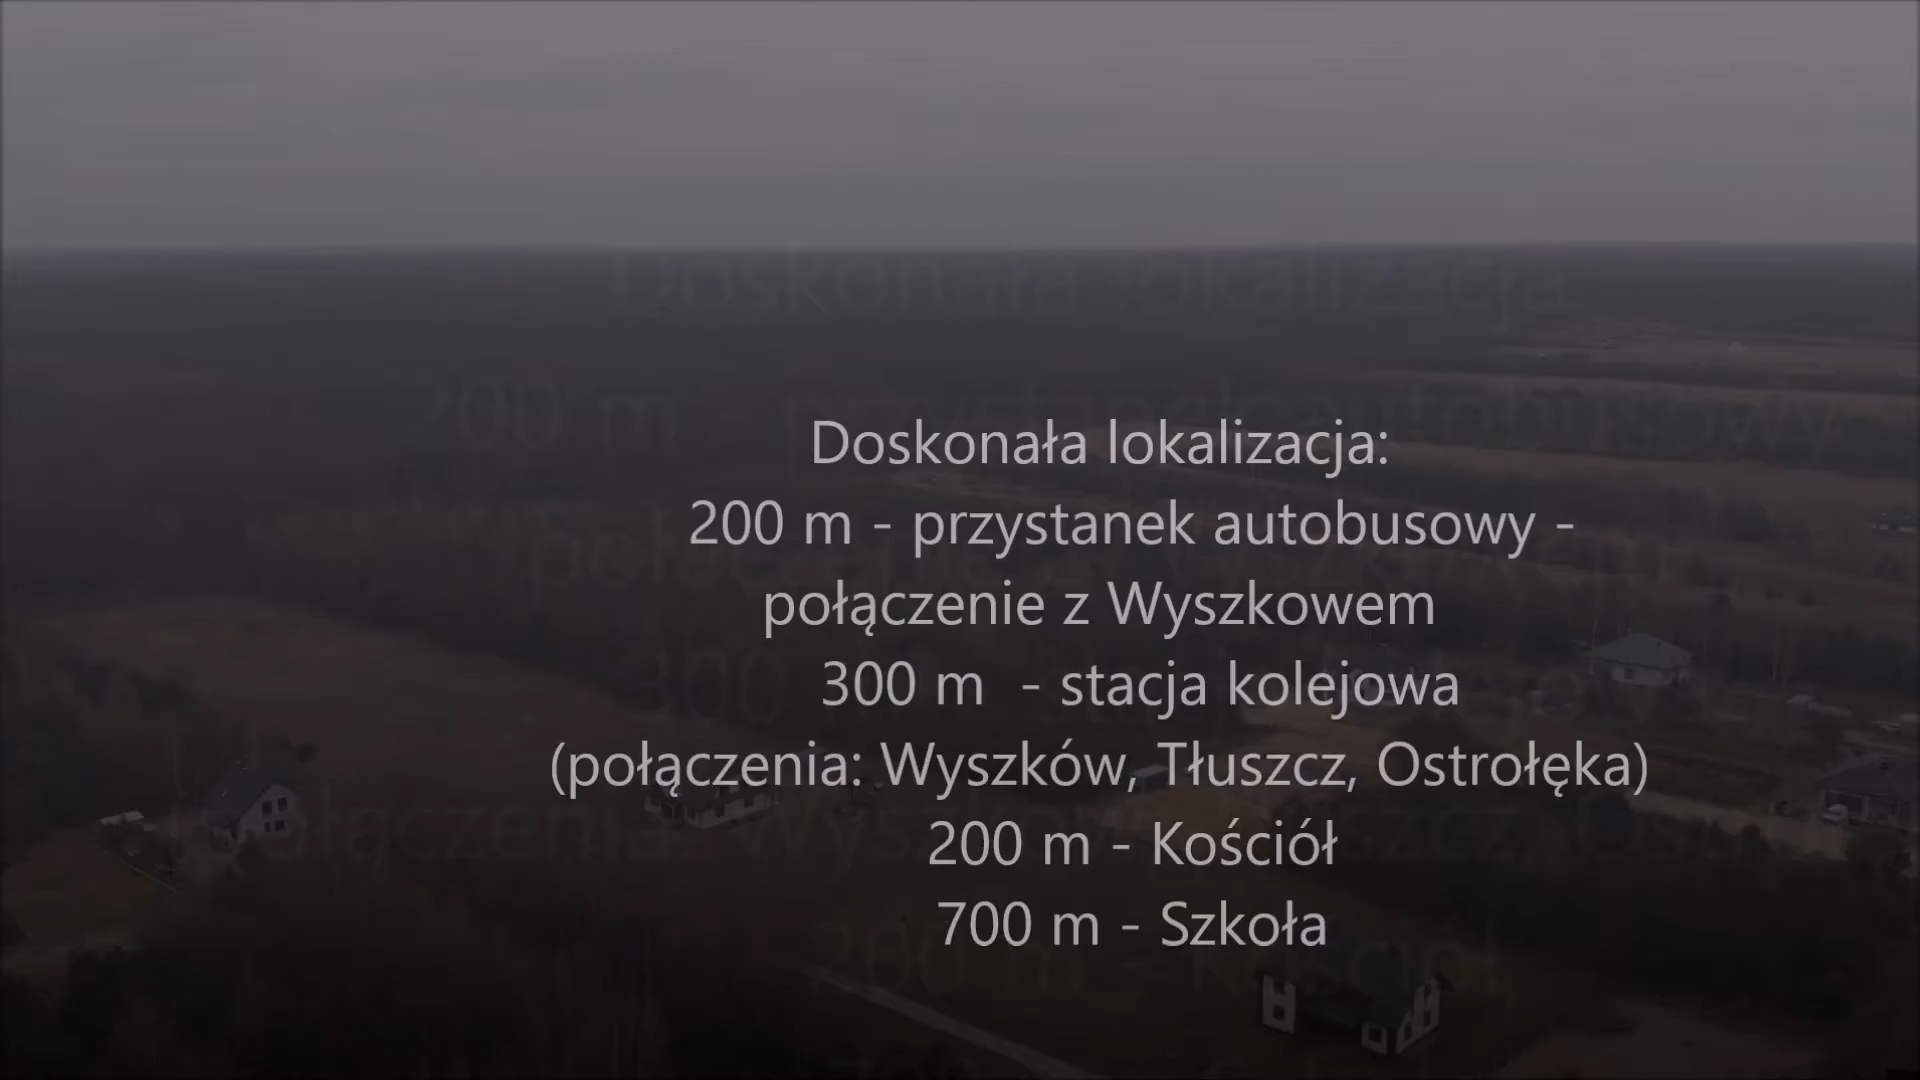 Doskonała lokalizacja:
200 m - przystanek autobusowy -
połączenie z Wyszkowem
300 m  - stacja kolejowa
(połączenia: Wyszków, Tłuszcz, Ostrołęka)
200 m - Kościół
700 m - Szkoła